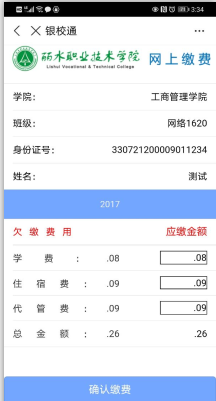 3:34
银校通
丽水职业技术学院 网上缴费
Lishui Vocational & Technical College
学院： 工商管理学院
班级： 网络1620
身份证号： 330721200009011234
姓名： 测试
2017
欠缴费用 应缴金额
学费： .08 .08
住宿费： .09 .09
代管费： .09 .09
总金额： .26 .26
确认缴费